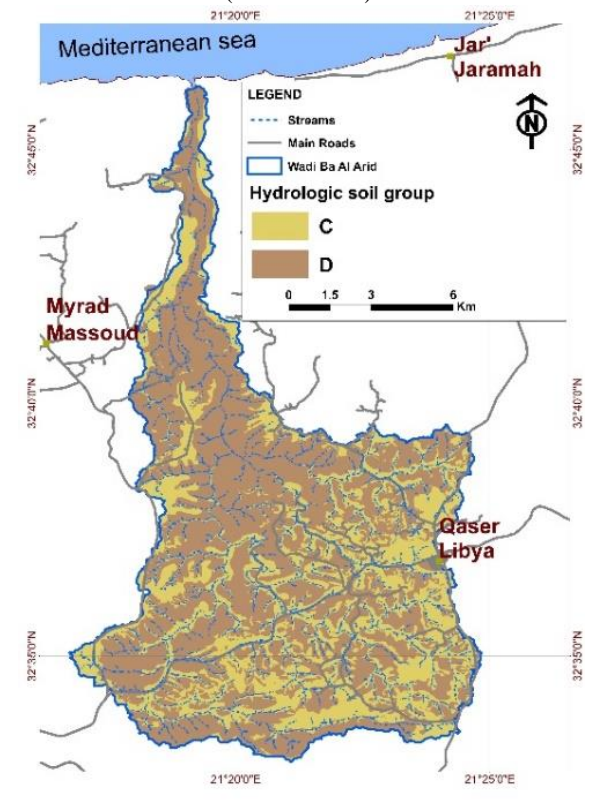 21°20'0"E
21°25'0"E
Mediterranean sea
Jar'
Jaramah
LEGEND
Streams
Main Roads
Wadi Ba Al Arid
Hydrologic soil group
C
D
0 1.5 3 6
Km
N
32°45'0"N
32°45'0"N
Myrad
Massoud
32°40'0"N
32°40'0"N
Qaser
Libya
32°35'0"N
32°35'0"N
21°20'0"E
21°25'0"E